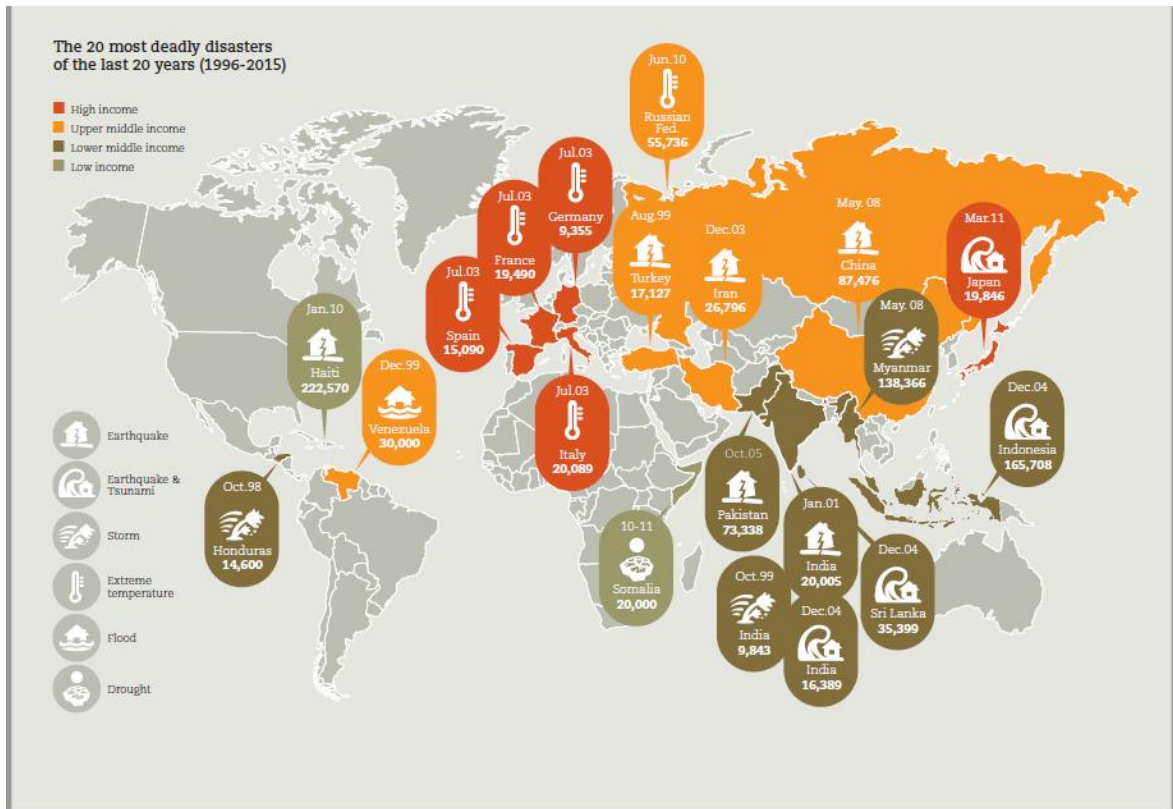 The 20 most deadly disasters
of the last 20 years (1996-2015)
High income
Upper middle income
Lower middle income
Low income
Jun.10
Russian
Fed.
55,736
Jul.03
Germany
9,355
Jul.03
France
19,490
Jul.03
Spain
15,090
Jul.03
Italy
20,089
Aug.99
Turkey
17,127
Dec.03
Iran
26,796
May. 08
China
87,476
Mar.11
Japan
19,846
May. 08
Myanmar
138,366
Dec.04
Indonesia
165,708
Jan.10
Haiti
222,570
Dec.99
Venezuela
30,000
Oct.98
Honduras
14,600
10-11
Somalia
20,000
Oct.05
Pakistan
73,338
Jan.01
India
20,005
Dec.04
Sri Lanka
35,399
Oct.99
India
9,843
Dec.04
India
16,389
Earthquake
Earthquake &
Tsunami
Storm
Extreme
temperature
Flood
Drought